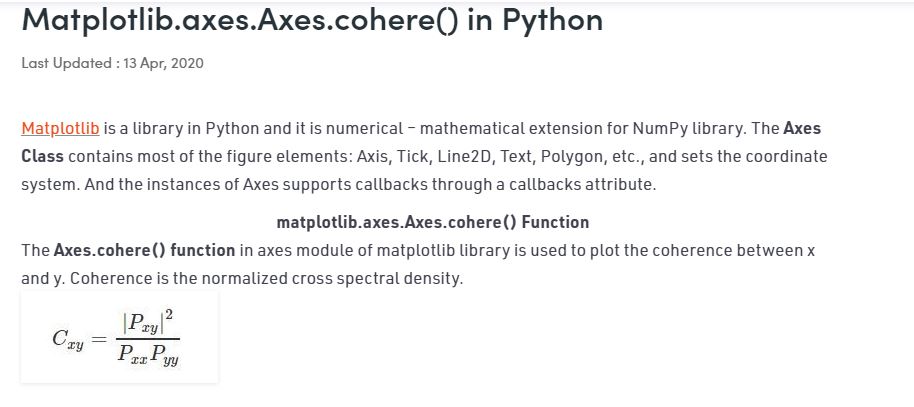 Matplotlib.axes.Axes.cohere() in Python
Last Updated : 13 Apr, 2020
Matplotlib is a library in Python and it is numerical – mathematical extension for NumPy library. The Axes
Class contains most of the figure elements: Axis, Tick, Line2D, Text, Polygon, etc., and sets the coordinate
system. And the instances of Axes supports callbacks through a callbacks attribute.
matplotlib.axes.Axes.cohere() Function
The Axes.cohere() function in axes module of matplotlib library is used to plot the coherence between x
and y. Coherence is the normalized cross spectral density.
C_{xy} = \frac{|P_{xy}|^2}{P_{xx}P_{yy}}